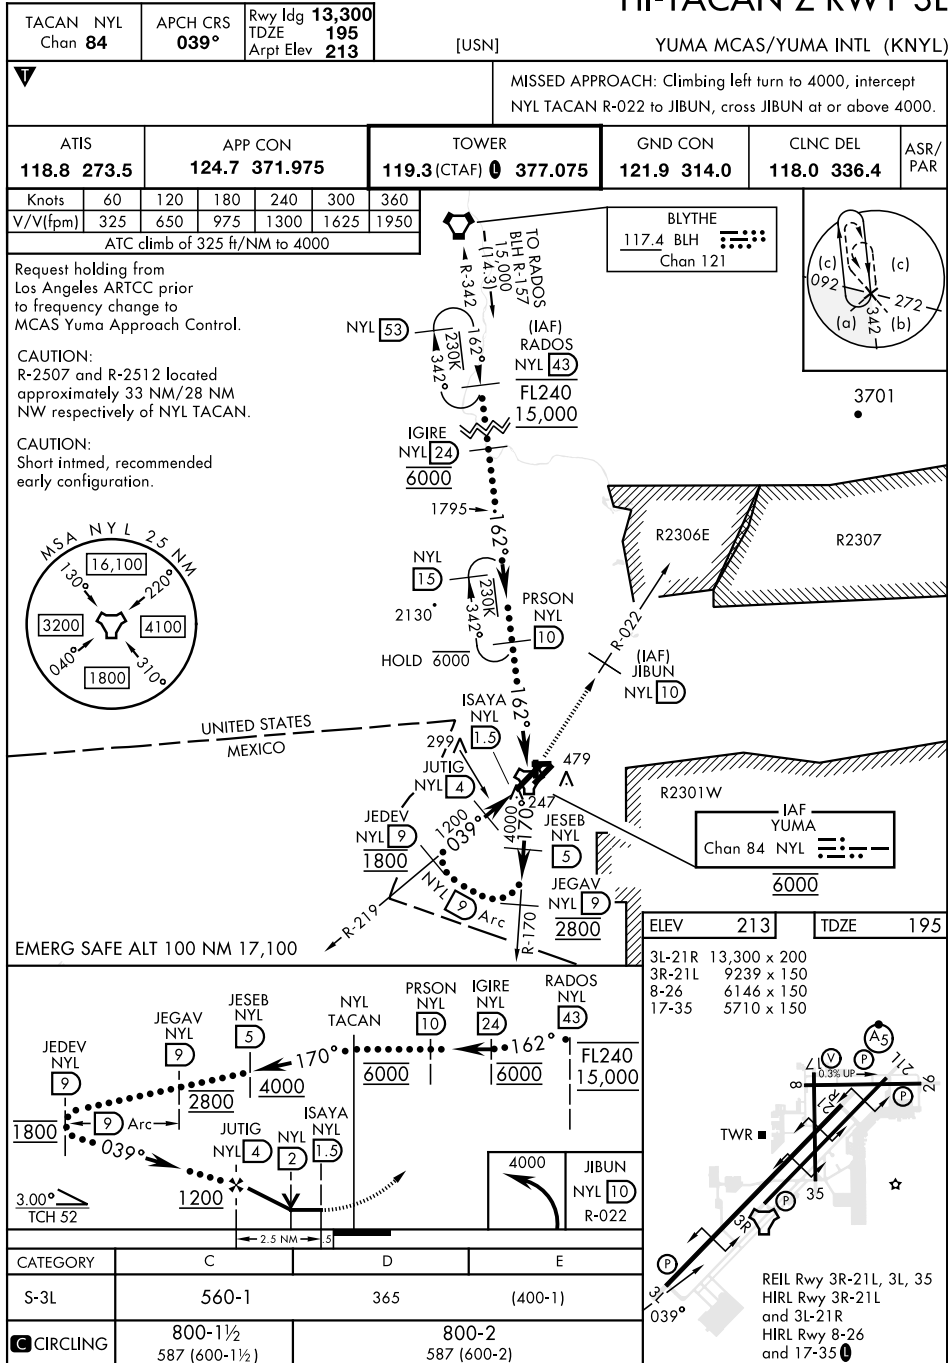 HI-TACAN Z RWY 3L
TACAN NYL
Chan 84
APCH CRS
039°
Rwy ldg 13,300
TDZE 195
Arpt Elev 213
[USN]
YUMA MCAS/YUMA INTL (KNYL)
T
MISSED APPROACH: Climbing left turn to 4000, intercept
NYL TACAN R-022 to JIBUN, cross JIBUN at or above 4000.
ATIS
118.8 273.5
APP CON
124.7 371.975
TOWER
119.3 (CTAF) L 377.075
GND CON
121.9 314.0
CLNC DEL
118.0 336.4
ASR/
PAR
Knots 60 120 180 240 300 360
V/V(fpm) 325 650 975 1300 1625 1950
ATC climb of 325 ft/NM to 4000
Request holding from
Los Angeles ARTCC prior
to frequency change to
MCAS Yuma Approach Control.
CAUTION:
R-2507 and R-2512 located
approximately 33 NM/28 NM
NW respectively of NYL TACAN.
CAUTION:
Short intmed, recommended
early configuration.
MSA NYL 25 NM
16,100
130°
220°
3200
4100
040°
310°
1800
TO RADOS
BLH R-157
15,000
(14.3)
R-342
BLYTHE
117.4 BLH
Chan 121
(c)
(c)
092
272
(a)
342
(b)
NYL 53
162°
230K
342°
(IAF)
RADOS
NYL 43
FL240
15,000
3701
IGIRE
NYL 24
6000
1795
162°
R2306E
R2307
NYL
15
230K
342°
2130
PRSON
NYL
10
HOLD 6000
R-022
(IAF)
JIBUN
NYL 10
162°
ISAYA
NYL
1.5
UNITED STATES
MEXICO
299
479
247
JUTIG
NYL 4
R2301W
1200
039°
4000
170°
JESEB
NYL
5
IAF
YUMA
Chan 84 NYL
6000
JEDEV
NYL 9
1800
NYL 9 Arc
JEGAV
NYL 9
2800
R-219
R-170
EMERG SAFE ALT 100 NM 17,100
ELEV 213
TDZE 195
3L-21R 13,300 x 200
3R-21L 9239 x 150
8-26 6146 x 150
17-35 5710 x 150
A5
V
P
17
0.3% UP
21L
8
26
P
21R
TWR
35
P
3R
P
3L
039°
REIL Rwy 3R-21L, 3L, 35
HIRL Rwy 3R-21L
and 3L-21R
HIRL Rwy 8-26
and 17-35 L
JEDEV
NYL
9
JEGAV
NYL
9
JESEB
NYL
5
NYL
TACAN
PRSON
NYL
10
IGIRE
NYL
24
RADOS
NYL
43
170°
162°
FL240
15,000
6000
6000
4000
2800
1800
9 Arc
039°
JUTIG
NYL 4
NYL
2
ISAYA
NYL
1.5
1200
3.00°
TCH 52
2.5 NM
.5
4000
JIBUN
NYL 10
R-022
CATEGORY C D E
S-3L 560-1 365 (400-1)
C CIRCLING
800-1½
587 (600-1½)
800-2
587 (600-2)